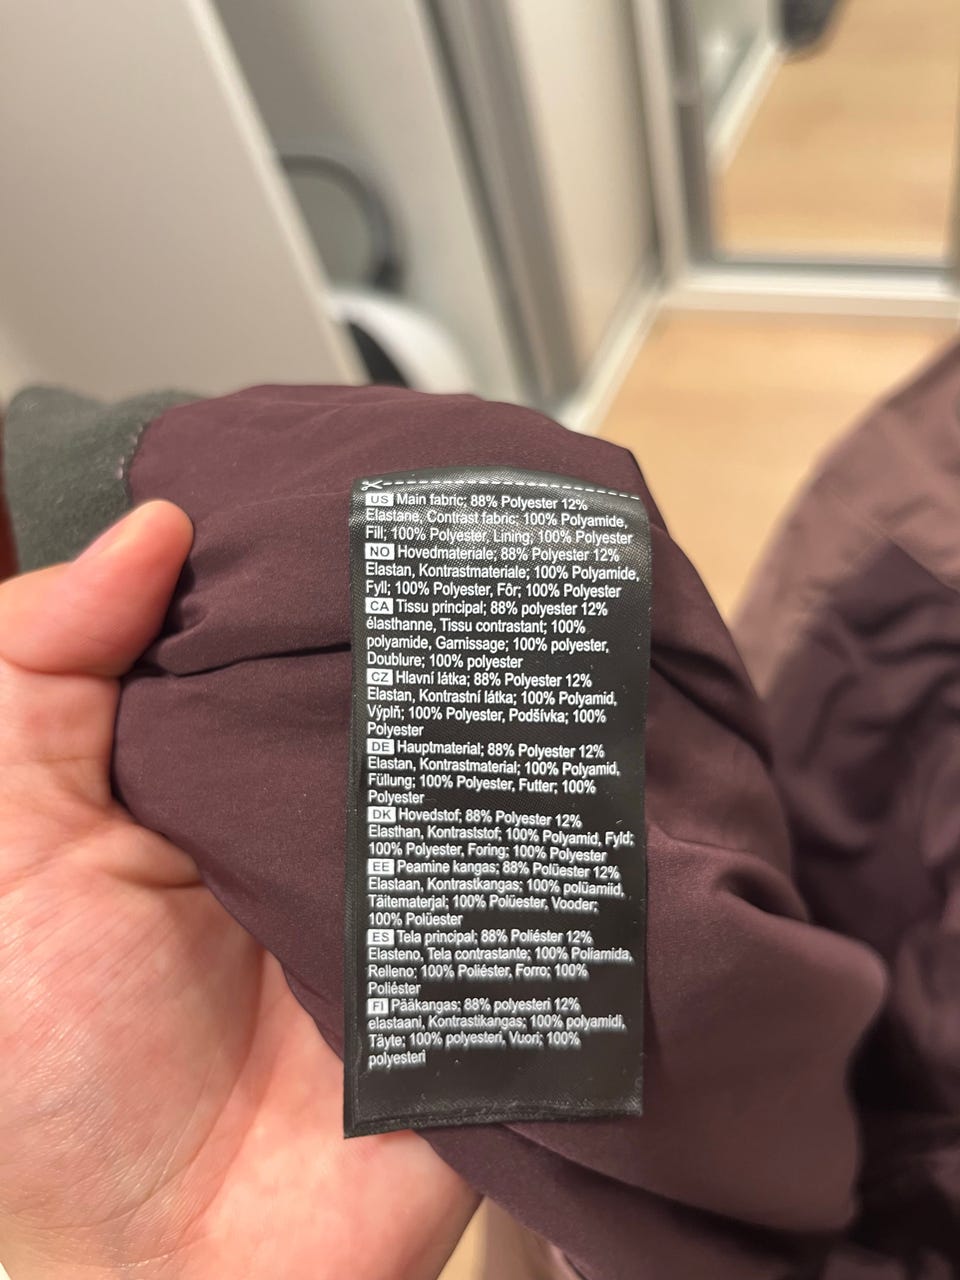 US Main fabric; 88% Polyester 12%
Elastane, Contrast fabric; 100% Polyamide,
Fill; 100% Polyester, Lining; 100% Polyester
NO Hovedmateriale; 88% Polyester 12%
Elastan, Kontrastmateriale; 100% Polyamide,
Fyll; 100% Polyester, Fôr; 100% Polyester
CA Tissu principal; 88% polyester 12%
élasthanne, Tissu contrastant; 100%
polyamide, Garnissage; 100% polyester,
Doublure; 100% polyester
CZ Hlavní látka; 88% Polyester 12%
Elastan, Kontrastní látka; 100% Polyamid,
Výplň; 100% Polyester, Podšívka; 100%
Polyester
DE Hauptmaterial; 88% Polyester 12%
Elastan, Kontrastmaterial; 100% Polyamid,
Füllung; 100% Polyester, Futter; 100%
Polyester
DK Hovedstof; 88% Polyester 12%
Elasthan, Kontraststof; 100% Polyamid, Fyld;
100% Polyester, Foring; 100% Polyester
EE Peamine kangas; 88% Polüester 12%
Elastaan, Kontrastkangas; 100% polüamiid,
Täitematerjal; 100% Polüester, Vooder;
100% Polüester
ES Tela principal; 88% Poliéster 12%
Elasteno, Tela contrastante; 100% Poliamida,
Relleno; 100% Poliéster, Forro; 100%
Poliéster
FI Pääkangas; 88% polyesteri 12%
elastaani, Kontrastikangas; 100% polyamidi,
Täyte; 100% polyesteri, Vuori; 100%
polyesteri